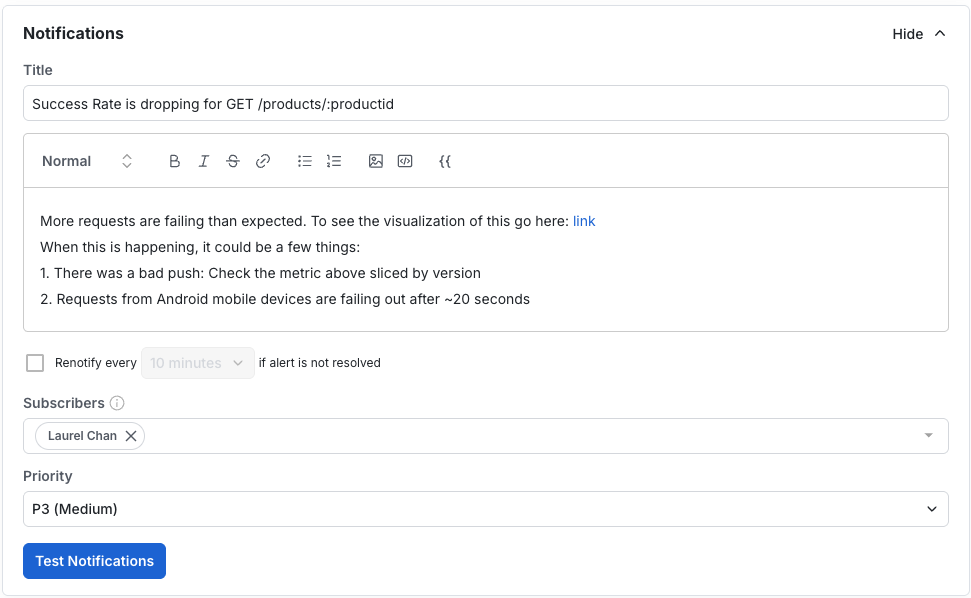 Notifications
Hide
Title
Success Rate is dropping for GET /products/:productid
Normal
B I S {{
More requests are failing than expected. To see the visualization of this go here: link
When this is happening, it could be a few things:
1. There was a bad push: Check the metric above sliced by version
2. Requests from Android mobile devices are failing out after ~20 seconds
Renotify every 10 minutes if alert is not resolved
Subscribers
Laurel Chan
Priority
P3 (Medium)
Test Notifications